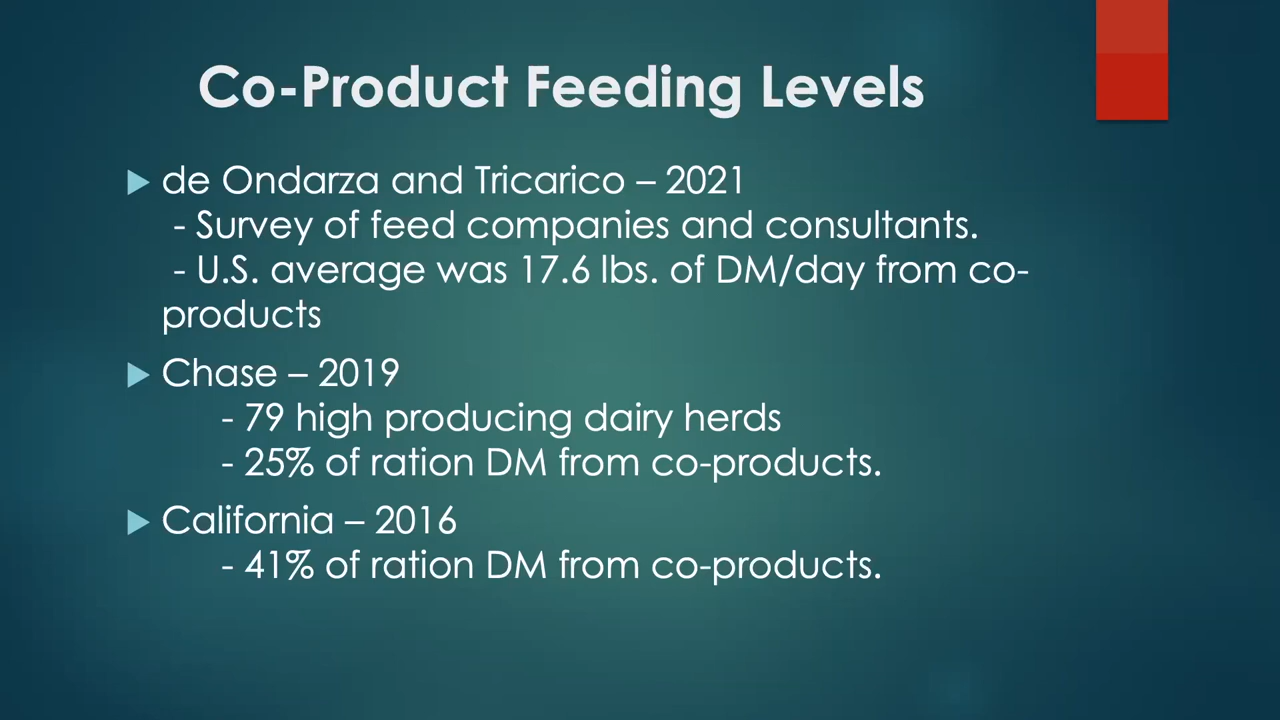 Co-Product Feeding Levels
de Ondarza and Tricarico – 2021
- Survey of feed companies and consultants.
- U.S. average was 17.6 lbs. of DM/day from co-
products
Chase – 2019
- 79 high producing dairy herds
- 25% of ration DM from co-products.
California – 2016
- 41% of ration DM from co-products.